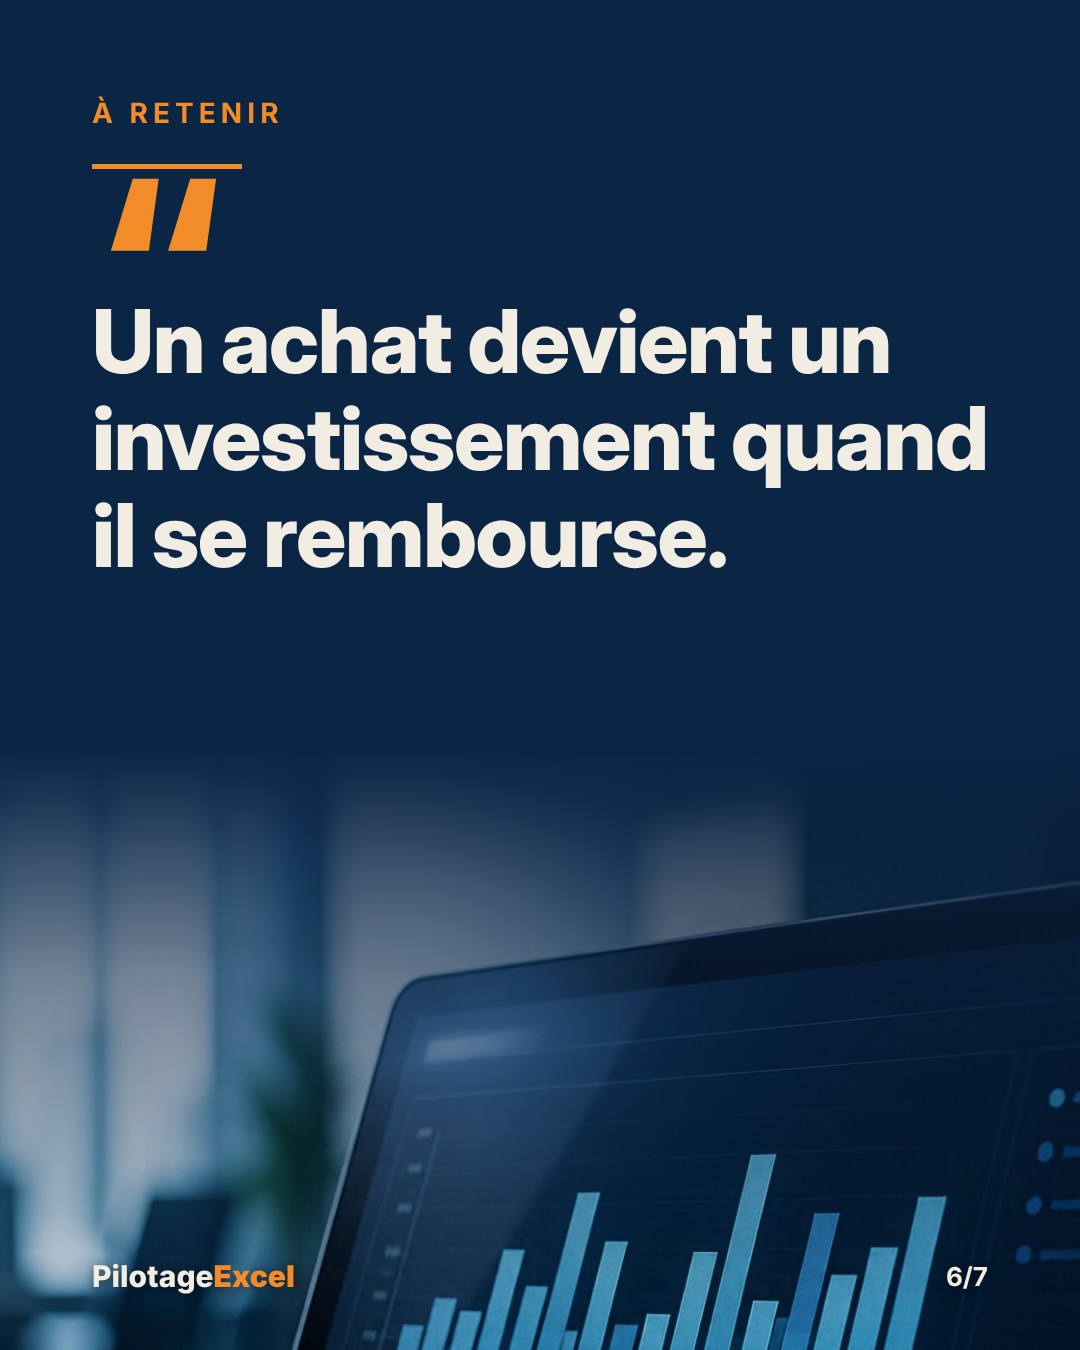 À RETENIR
"
Un achat devient un
investissement quand
il se rembourse.
PilotageExcel
6/7